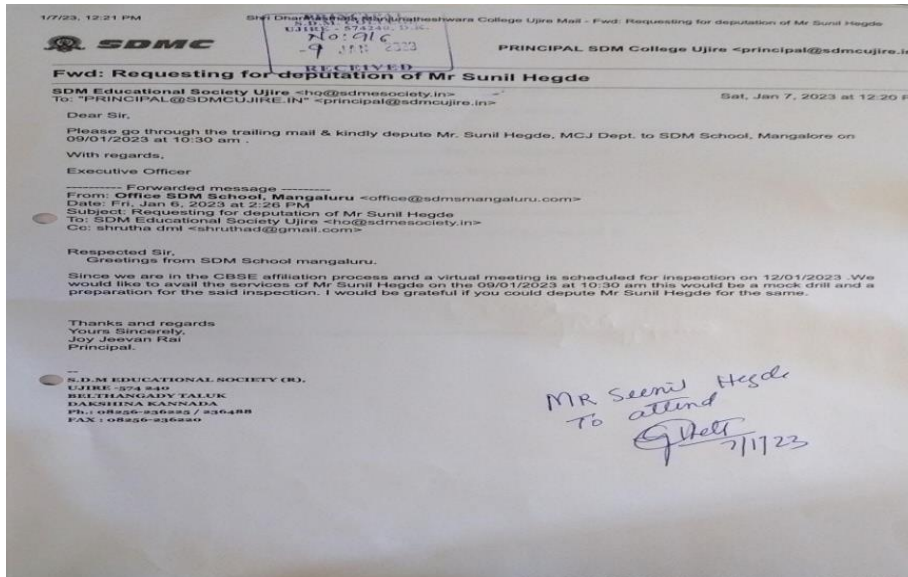 1/7/23, 12:21 PM
Shri Dharmasthala Manjunatheshwara College Ujire Mail - Fwd: Requesting for deputation of Mr Sunil Hegde
PRINCIPAL
S.D.M. COLLEGE
UJIRE - 574240, D.K.
No: 916
-9 JAN 2023
RECEIVED
SDMC
PRINCIPAL SDM College Ujire <principal@sdmcujire.in
Fwd: Requesting for deputation of Mr Sunil Hegde
SDM Educational Society Ujire <ho@sdmesociety.in>
Sat, Jan 7, 2023 at 12:20 P
To: "PRINCIPAL@SDMCUJIRE.IN" <principal@sdmcujire.in>
Dear Sir,
Please go through the trailing mail & kindly depute Mr. Sunil Hegde, MCJ Dept. to SDM School, Mangalore on
09/01/2023 at 10:30 am .
With regards,
Executive Officer
---------- Forwarded message ---------
From: Office SDM School, Mangaluru <office@sdmsmangaluru.com>
Date: Fri, Jan 6, 2023 at 2:26 PM
Subject: Requesting for deputation of Mr Sunil Hegde
To: SDM Educational Society Ujire <ho@sdmesociety.in>
Cc: shrutha dml <shruthad@gmail.com>
Respected Sir,
Greetings from SDM School mangaluru.
Since we are in the CBSE affiliation process and a virtual meeting is scheduled for inspection on 12/01/2023 .We
would like to avail the services of Mr Sunil Hegde on the 09/01/2023 at 10:30 am this would be a mock drill and a
preparation for the said inspection. I would be grateful if you could depute Mr Sunil Hegde for the same.
Thanks and regards
Yours Sincerely,
Joy Jeevan Rai
Principal.
--
S.D.M EDUCATIONAL SOCIETY (R),
UJIRE -574 240
BELTHANGADY TALUK
DAKSHINA KANNADA
Ph.: 08256-236225 / 236488
FAX : 08256-236220
MR Sunil Hegde
To attend
7/1/23